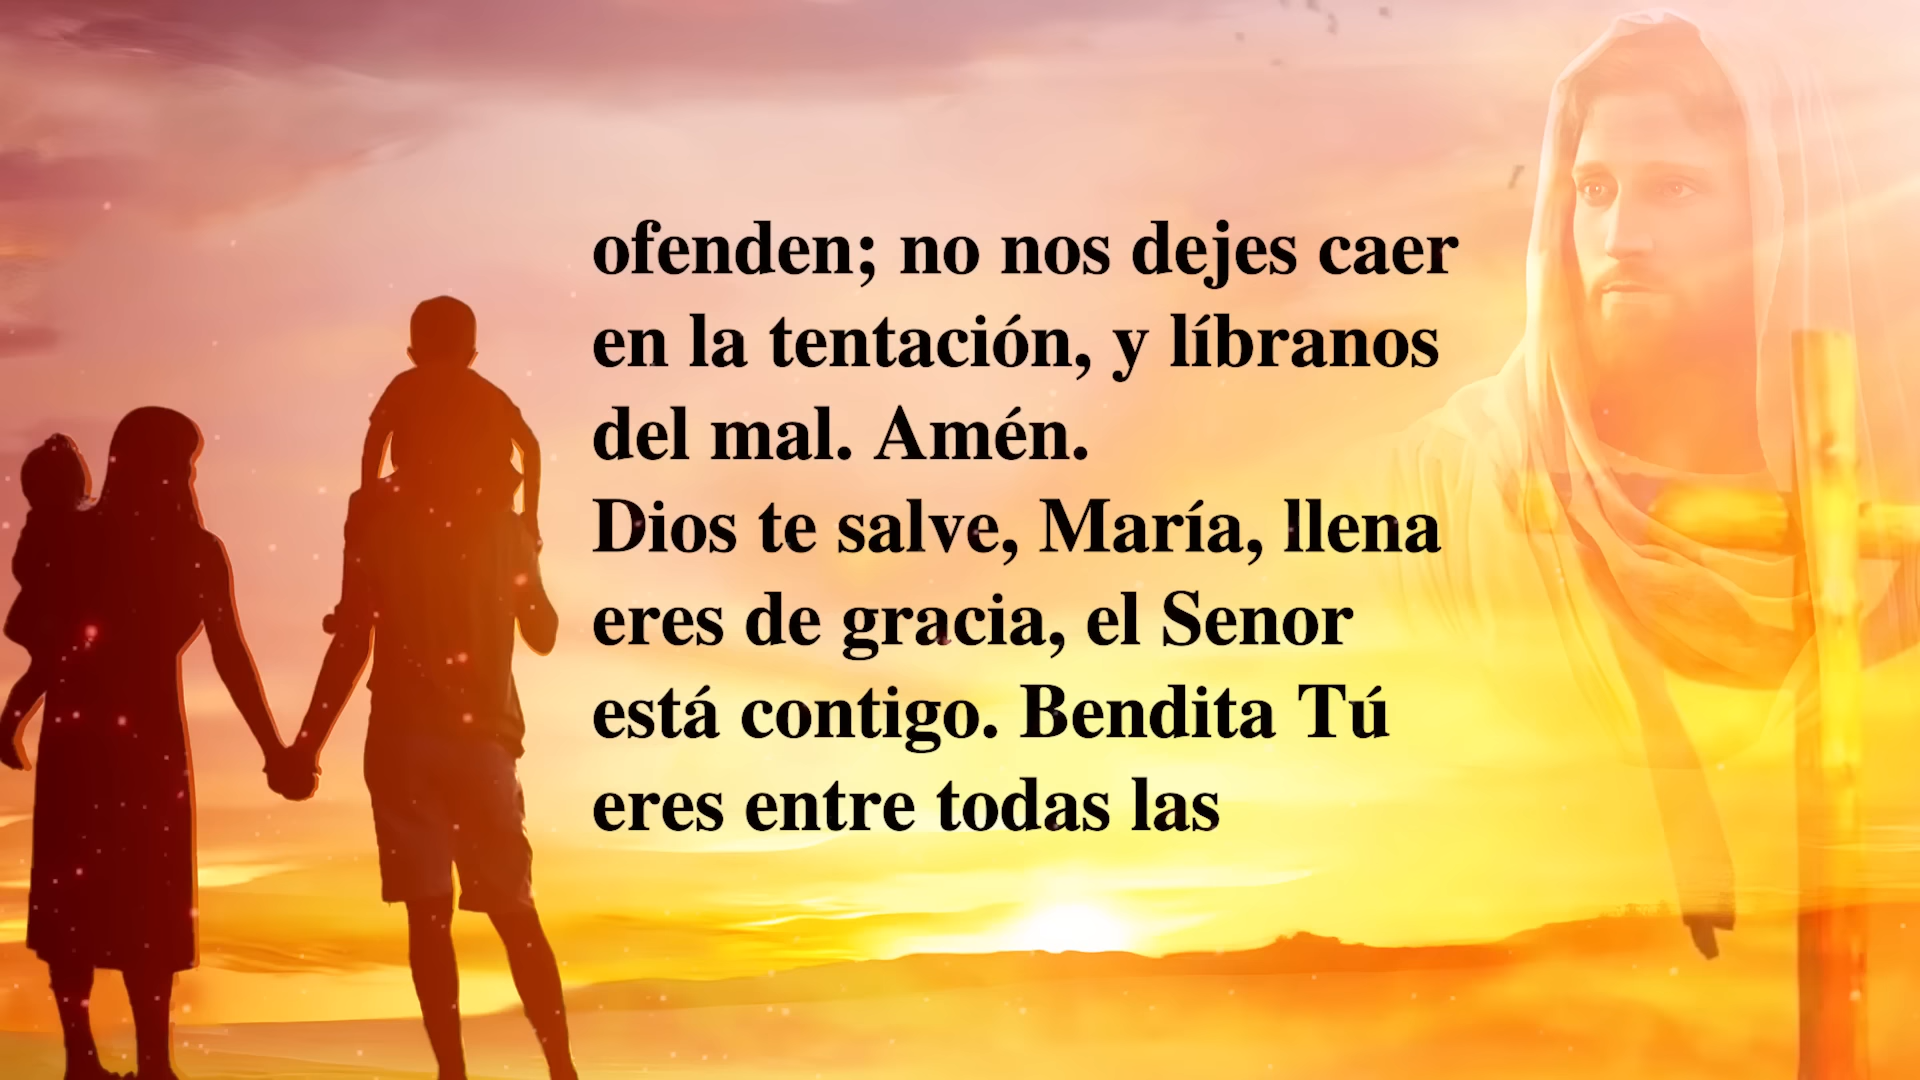 ofenden; no nos dejes caer
en la tentación, y líbranos
del mal. Amén.
Dios te salve, María, llena
eres de gracia, el Senor
está contigo. Bendita Tú
eres entre todas las